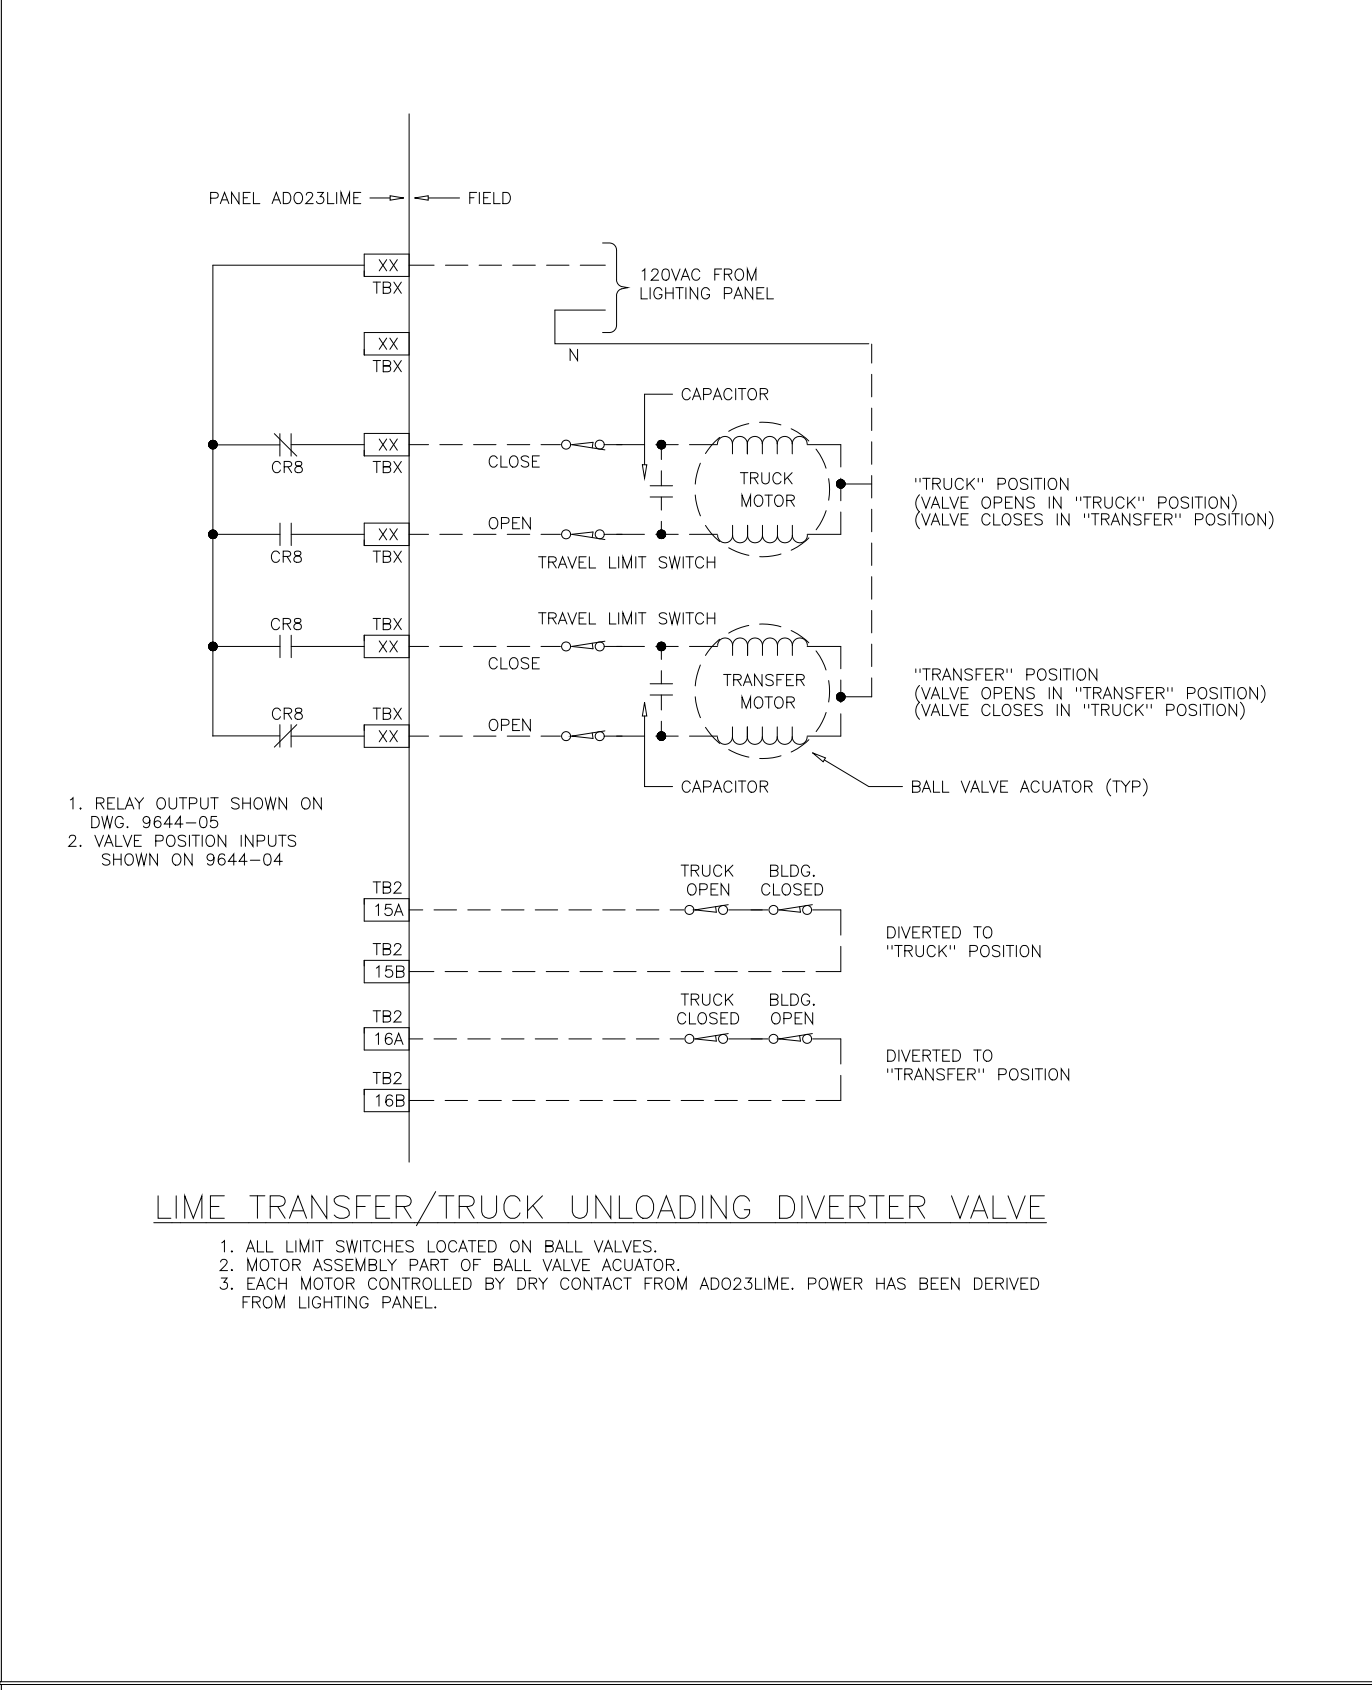 PANEL ADO23LIME
FIELD
XX
TBX
120VAC FROM
LIGHTING PANEL
XX
TBX
N
CAPACITOR
XX
CR8
TBX
CLOSE
TRUCK
MOTOR
"TRUCK" POSITION
(VALVE OPENS IN "TRUCK" POSITION)
(VALVE CLOSES IN "TRANSFER" POSITION)
OPEN
XX
CR8
TBX
TRAVEL LIMIT SWITCH
CR8
TBX
TRAVEL LIMIT SWITCH
XX
CLOSE
TRANSFER
MOTOR
"TRANSFER" POSITION
(VALVE OPENS IN "TRANSFER" POSITION)
(VALVE CLOSES IN "TRUCK" POSITION)
CR8
TBX
XX
OPEN
CAPACITOR
BALL VALVE ACUATOR (TYP)
1. RELAY OUTPUT SHOWN ON
DWG. 9644-05
2. VALVE POSITION INPUTS
SHOWN ON 9644-04
TB2
15A
TRUCK
OPEN
BLDG.
CLOSED
DIVERTED TO
"TRUCK" POSITION
TB2
15B
TB2
16A
TRUCK
CLOSED
BLDG.
OPEN
DIVERTED TO
"TRANSFER" POSITION
TB2
16B
LIME TRANSFER/TRUCK UNLOADING DIVERTER VALVE
1. ALL LIMIT SWITCHES LOCATED ON BALL VALVES.
2. MOTOR ASSEMBLY PART OF BALL VALVE ACUATOR.
3. EACH MOTOR CONTROLLED BY DRY CONTACT FROM ADO23LIME. POWER HAS BEEN DERIVED
FROM LIGHTING PANEL.